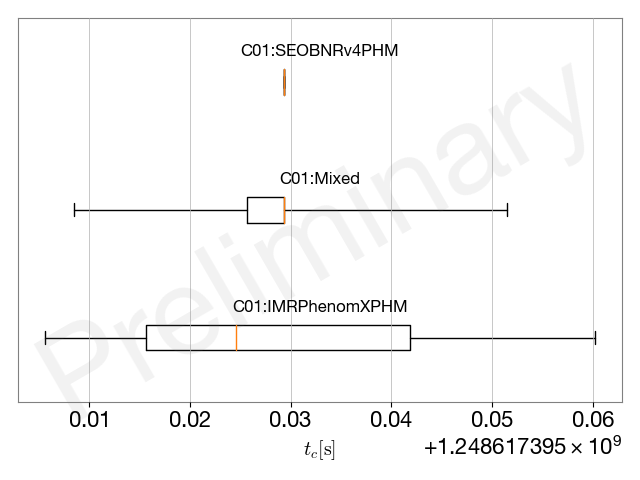 C01:SEOBNRv4PHM
C01:Mixed
C01:IMRPhenomXPHM
Preliminary
0.01 0.02 0.03 0.04 0.05 0.06
t_c[s]
+1.248617395 × 10^9